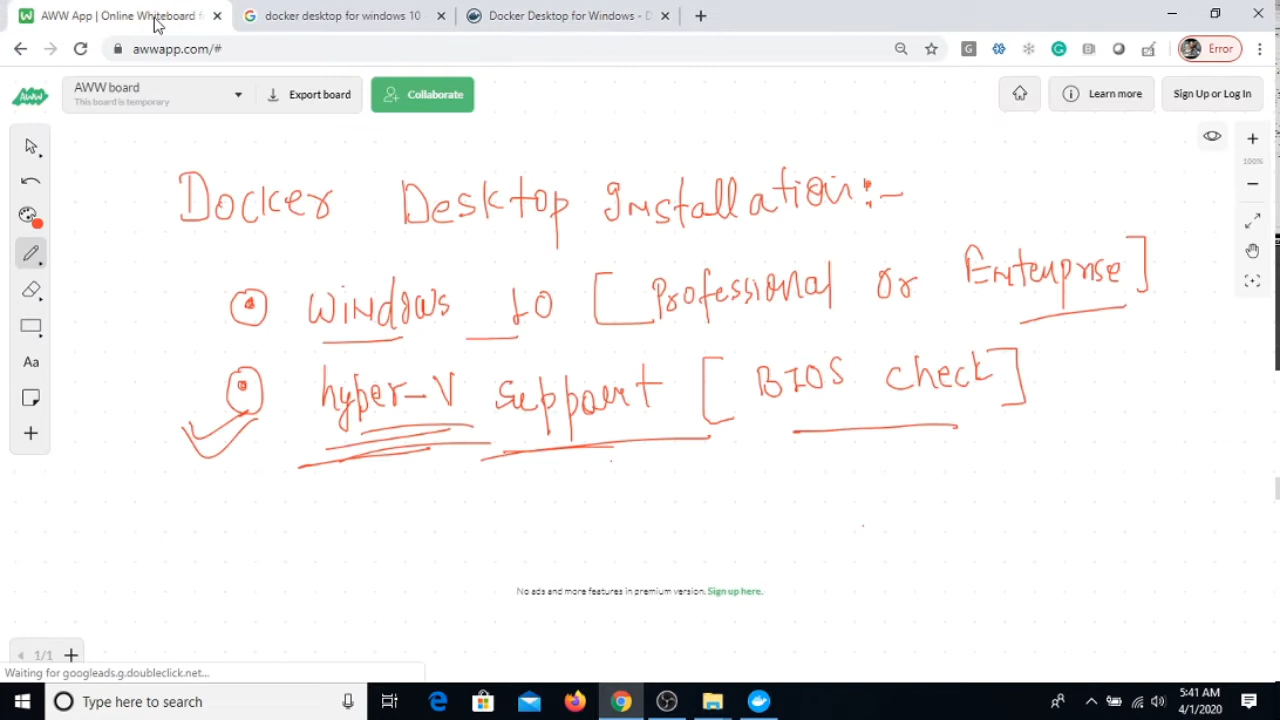 AWW App | Online Whiteboard f
docker desktop for windows 10
Docker Desktop for Windows - D
awwapp.com/#
Error
AWW board
This board is temporary
Export board
Collaborate
Learn more
Sign Up or Log In
100%
Aa
Docker Desktop Installation:-
Windows 10 [Professional or Enterprise]
hyper-V support [BIOS check]
No ads and more features in premium version. Sign up here.
1/1
Waiting for googleads.g.doubleclick.net...
Type here to search
5:41 AM
4/1/2020